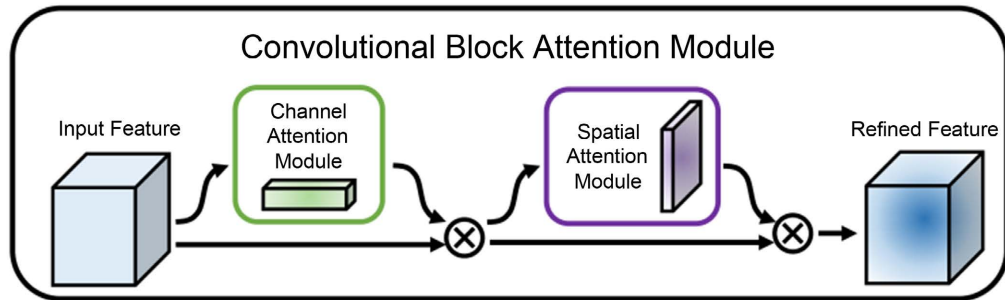 Convolutional Block Attention Module
Input Feature
Channel
Attention
Module
Spatial
Attention
Module
Refined Feature